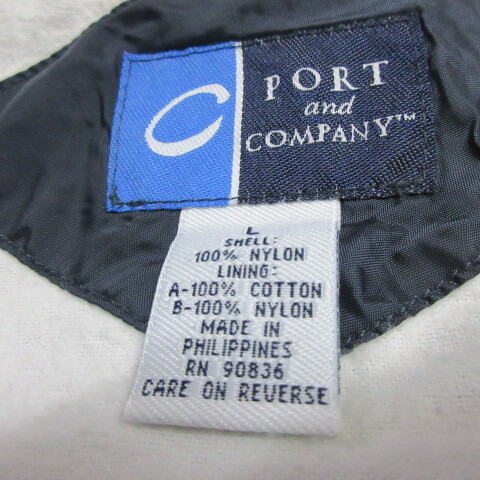 C
PORT
and
COMPANY™
L
SHELL:
100% NYLON
LINING:
A-100% COTTON
B-100% NYLON
MADE IN
PHILIPPINES
RN 90836
CARE ON REVERSE